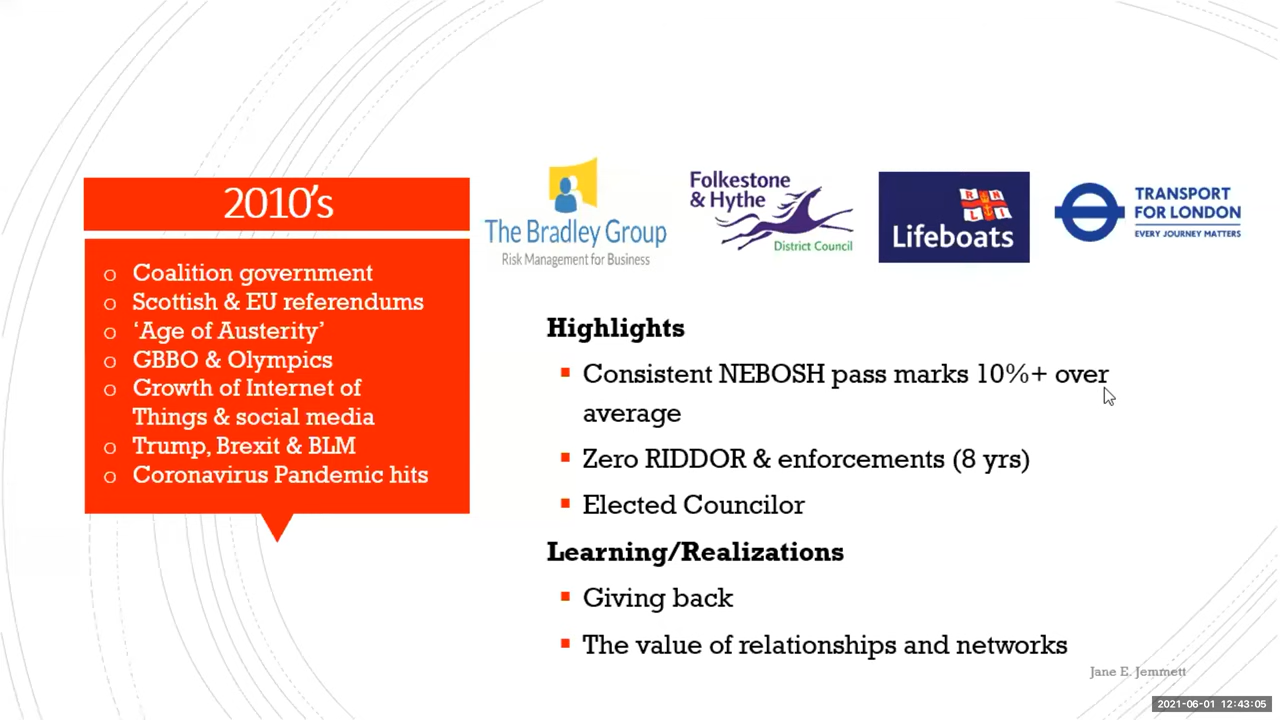 2010's
Coalition government
Scottish & EU referendums
‘Age of Austerity’
GBBO & Olympics
Growth of Internet of
Things & social media
Trump, Brexit & BLM
Coronavirus Pandemic hits
The Bradley Group
Risk Management for Business
Folkestone
& Hythe
District Council
R N
L I
Lifeboats
TRANSPORT
FOR LONDON
EVERY JOURNEY MATTERS
Highlights
Consistent NEBOSH pass marks 10%+ over
average
Zero RIDDOR & enforcements (8 yrs)
Elected Councilor
Learning/Realizations
Giving back
The value of relationships and networks
Jane E. Jemmett
2021-06-01 12:43:05